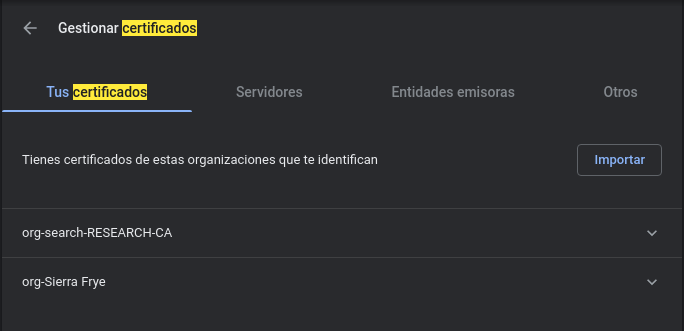 Gestionar certificados
Tus certificados
Servidores
Entidades emisoras
Otros
Tienes certificados de estas organizaciones que te identifican
Importar
org-search-RESEARCH-CA
org-Sierra Frye